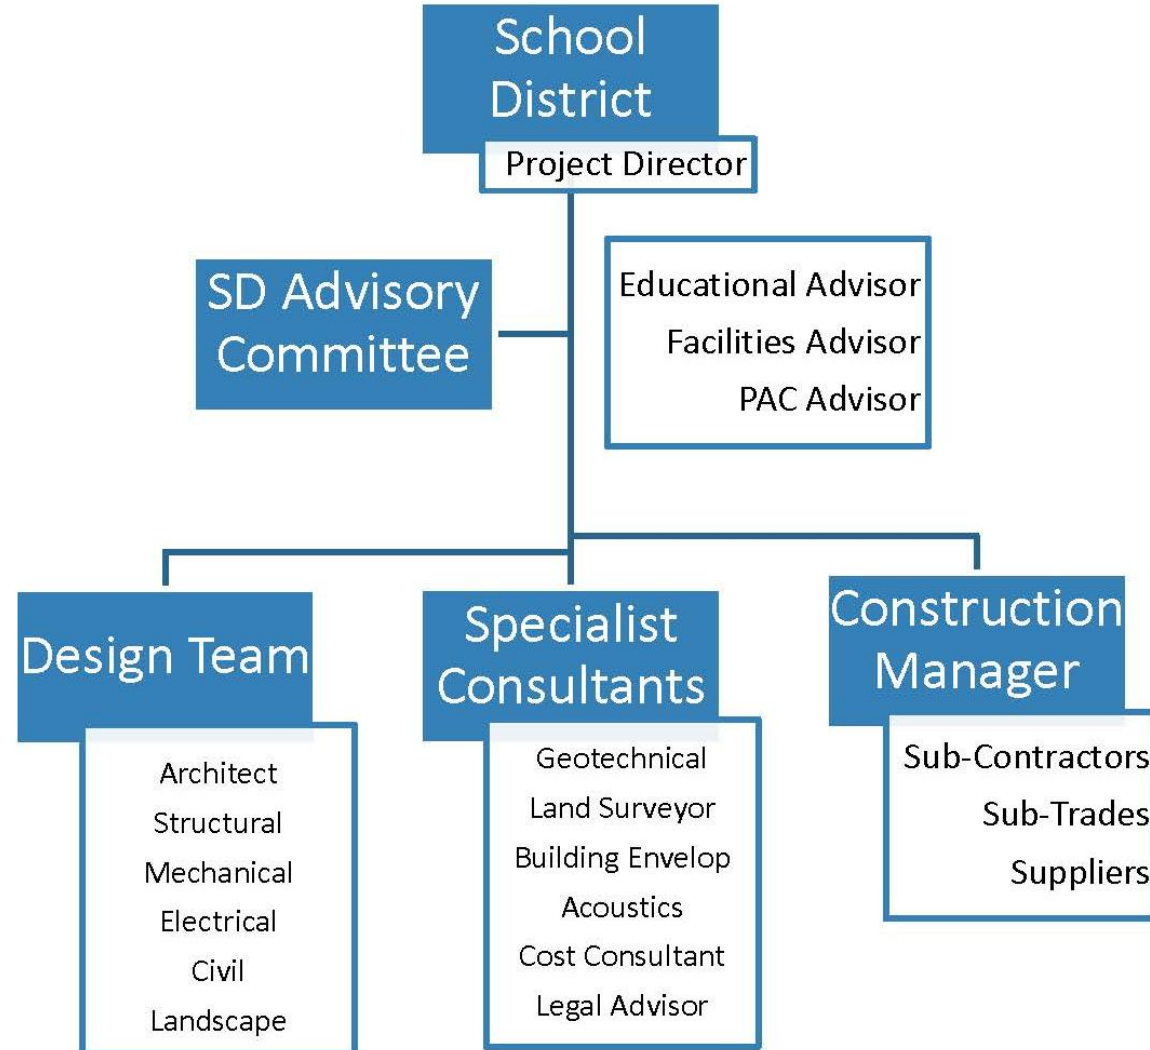 School
District
Project Director
SD Advisory
Committee
Educational Advisor
Facilities Advisor
PAC Advisor
Design Team
Architect
Structural
Mechanical
Electrical
Civil
Landscape
Specialist
Consultants
Geotechnical
Land Surveyor
Building Envelop
Acoustics
Cost Consultant
Legal Advisor
Construction
Manager
Sub-Contractors
Sub-Trades
Suppliers